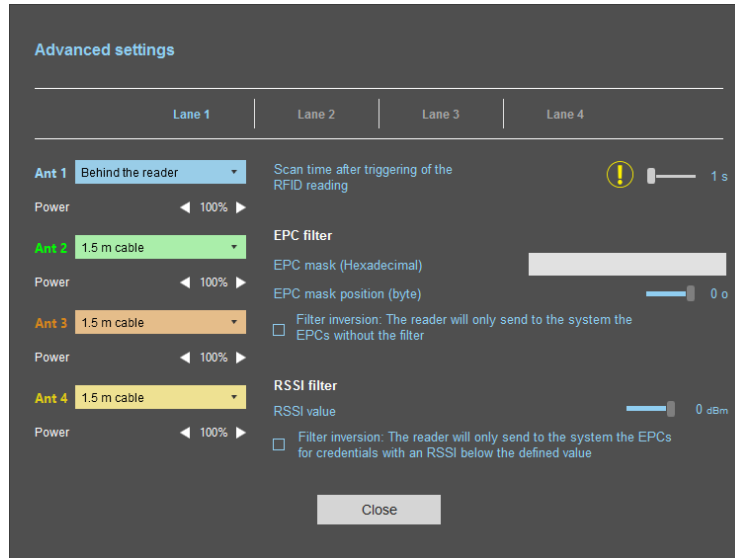 Advanced settings
Lane 1
Lane 2
Lane 3
Lane 4
Ant 1 Behind the reader
Power 100%
Ant 2 1.5 m cable
Power 100%
Ant 3 1.5 m cable
Power 100%
Ant 4 1.5 m cable
Power 100%
Scan time after triggering of the
RFID reading
! 1 s
EPC filter
EPC mask (Hexadecimal)
EPC mask position (byte) 0 o
Filter inversion: The reader will only send to the system the
EPCs without the filter
RSSI filter
RSSI value 0 dBm
Filter inversion: The reader will only send to the system the EPCs
for credentials with an RSSI below the defined value
Close